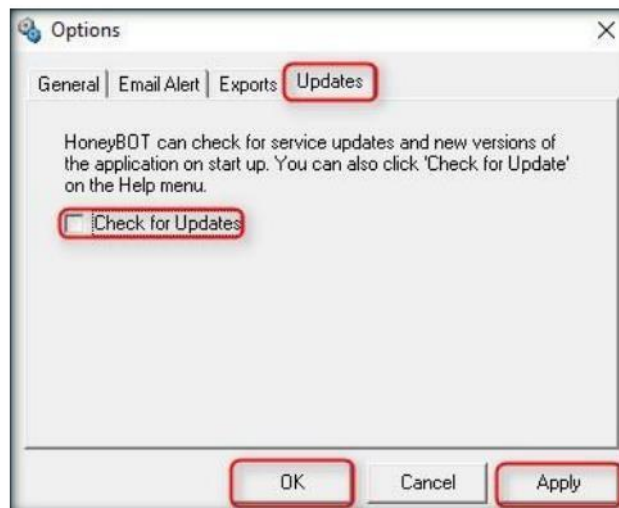 Options
General Email Alert Exports Updates
HoneyBOT can check for service updates and new versions of
the application on start up. You can also click 'Check for Update'
on the Help menu.
Check for Updates
OK Cancel Apply